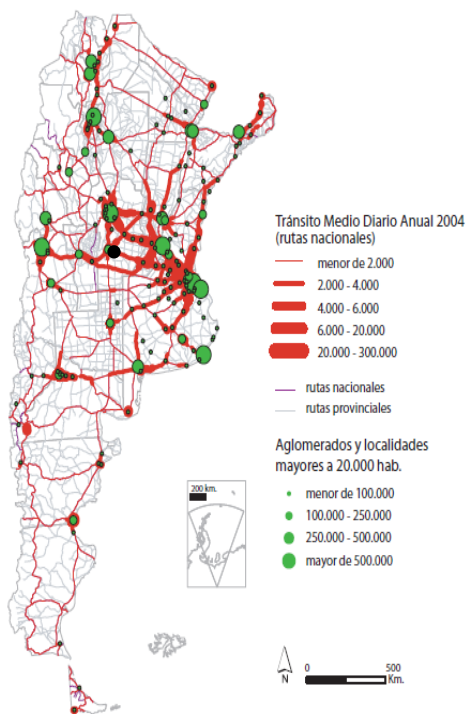 Tránsito Medio Diario Anual 2004
(rutas nacionales)
menor de 2.000
2.000 - 4.000
4.000 - 6.000
6.000 - 20.000
20.000 - 300.000
rutas nacionales
rutas provinciales
Aglomerados y localidades
mayores a 20.000 hab.
menor de 100.000
100.000 - 250.000
250.000 - 500.000
mayor de 500.000
200 km.
N
0 500
Km.